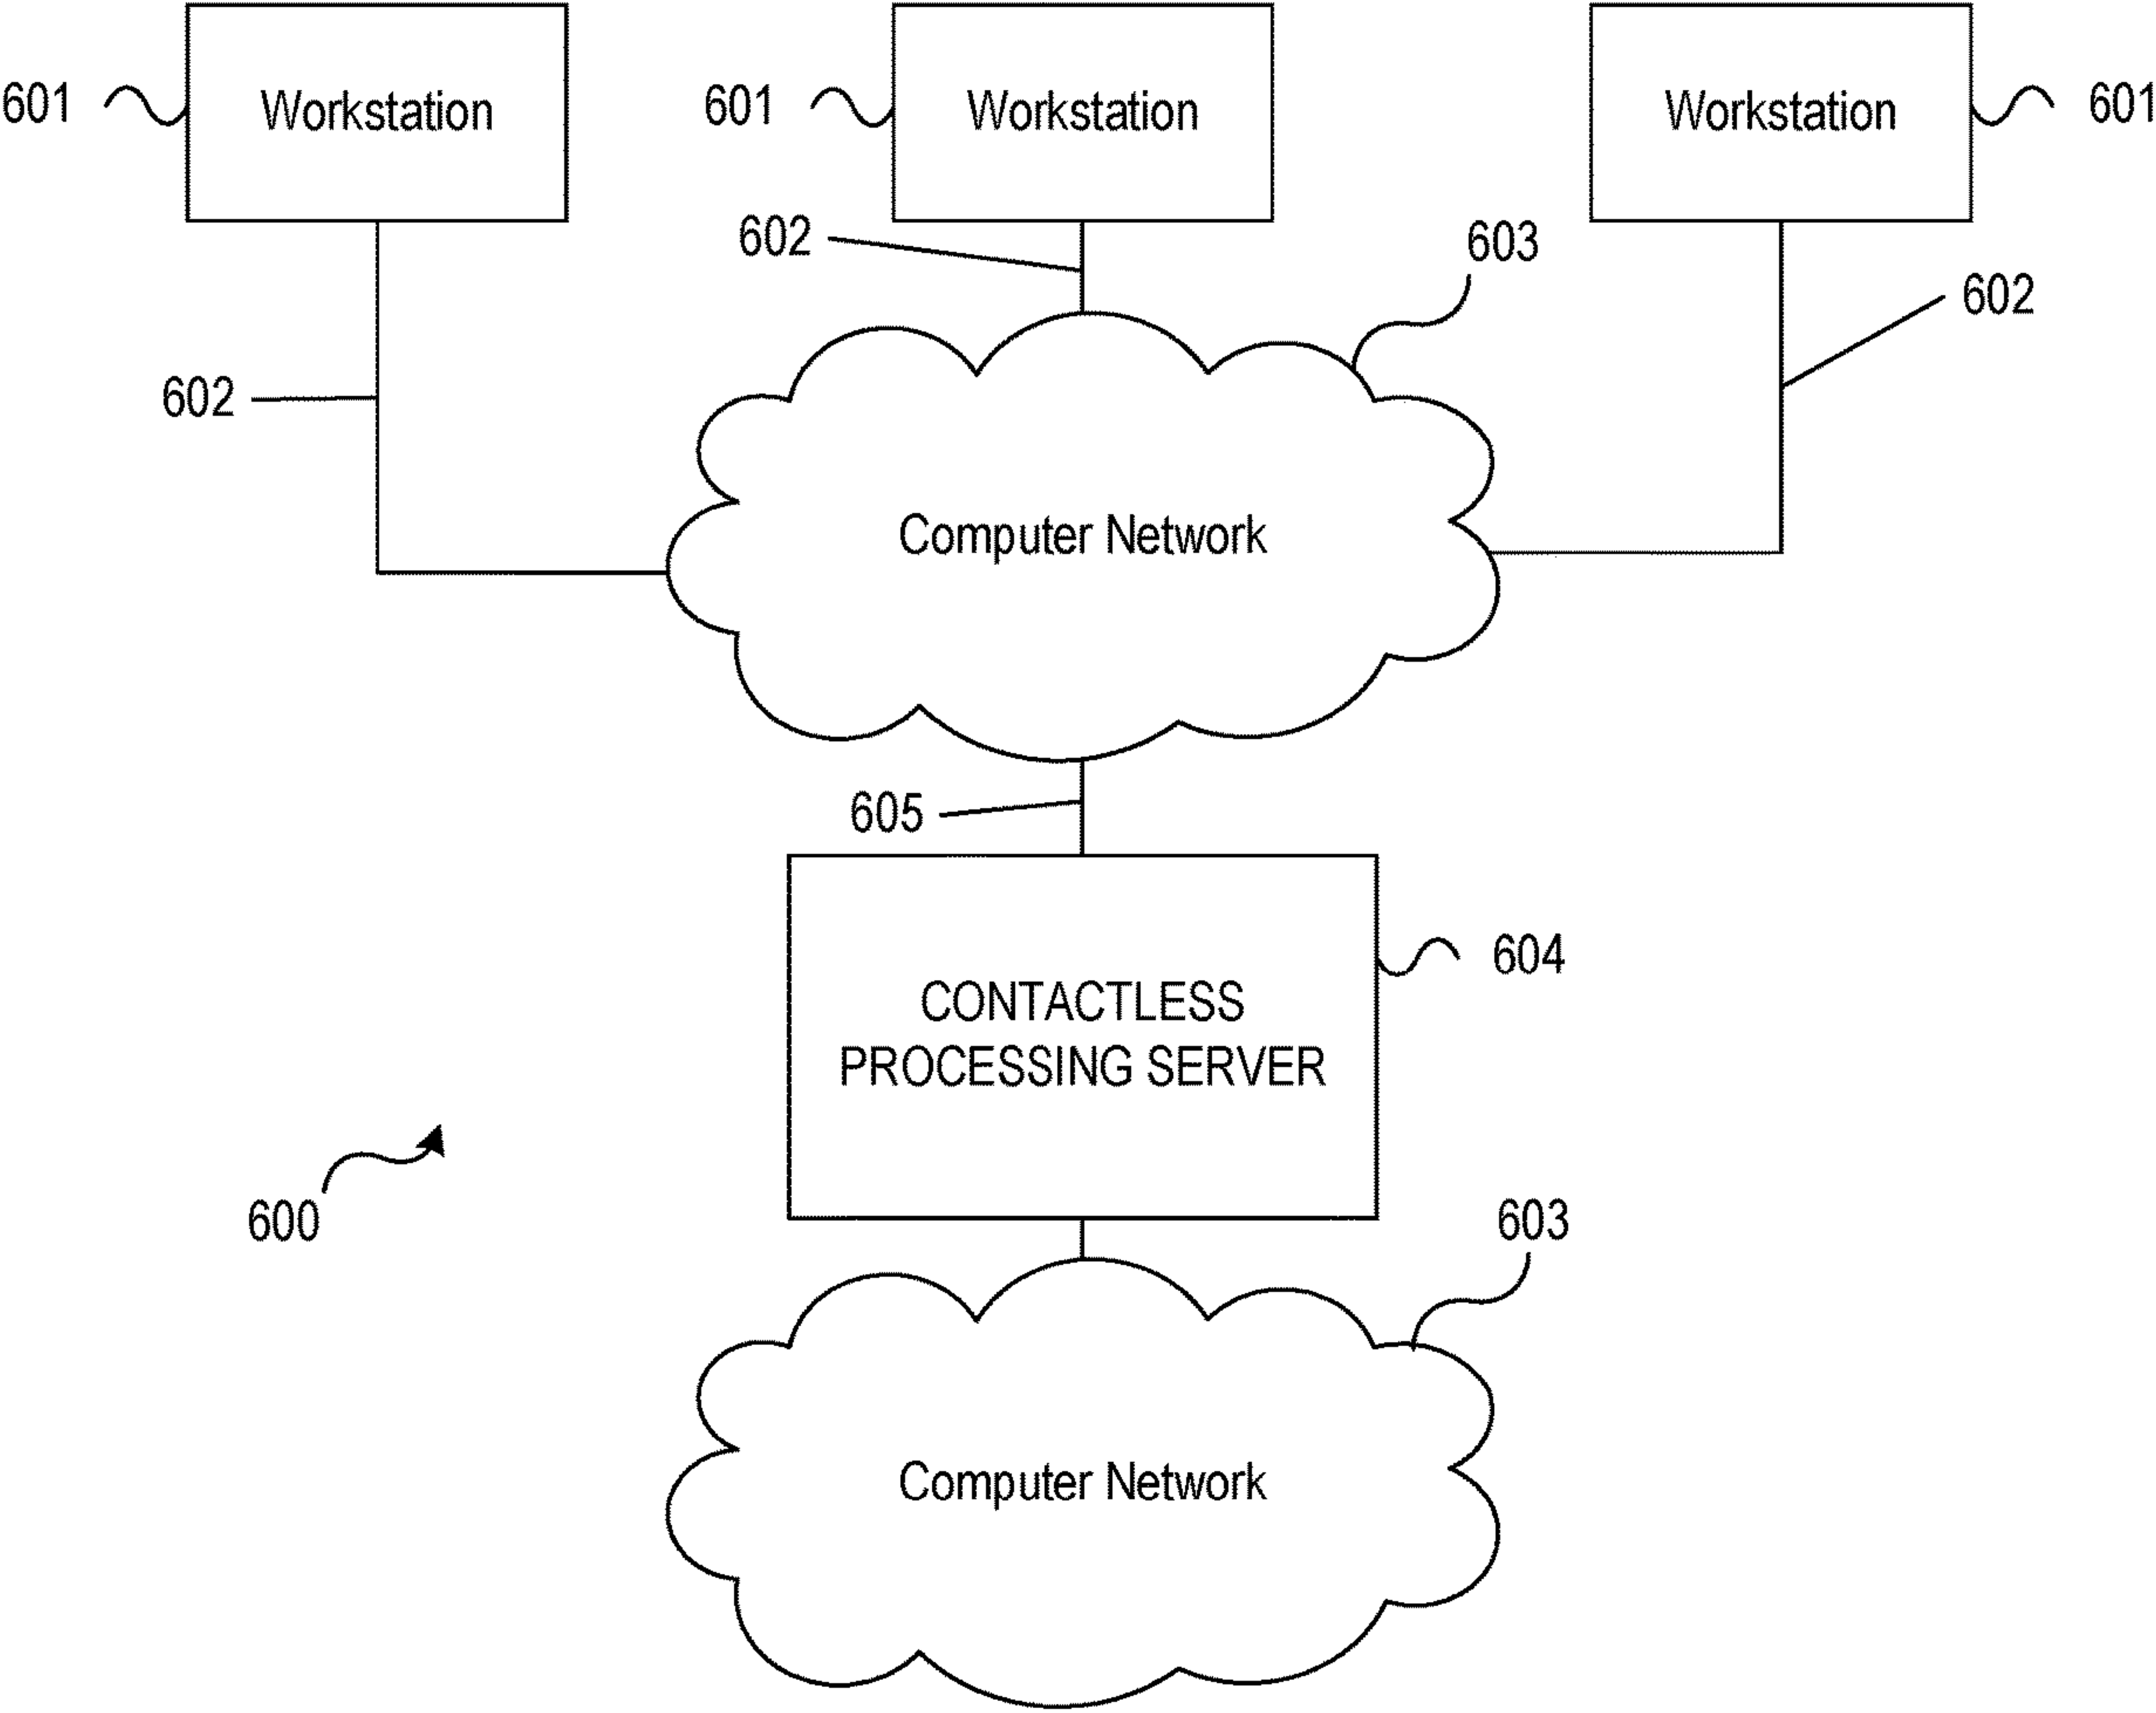 601
Workstation
601
Workstation
Workstation
601
602
603
602
602
Computer Network
605
CONTACTLESS
PROCESSING SERVER
604
600
603
Computer Network